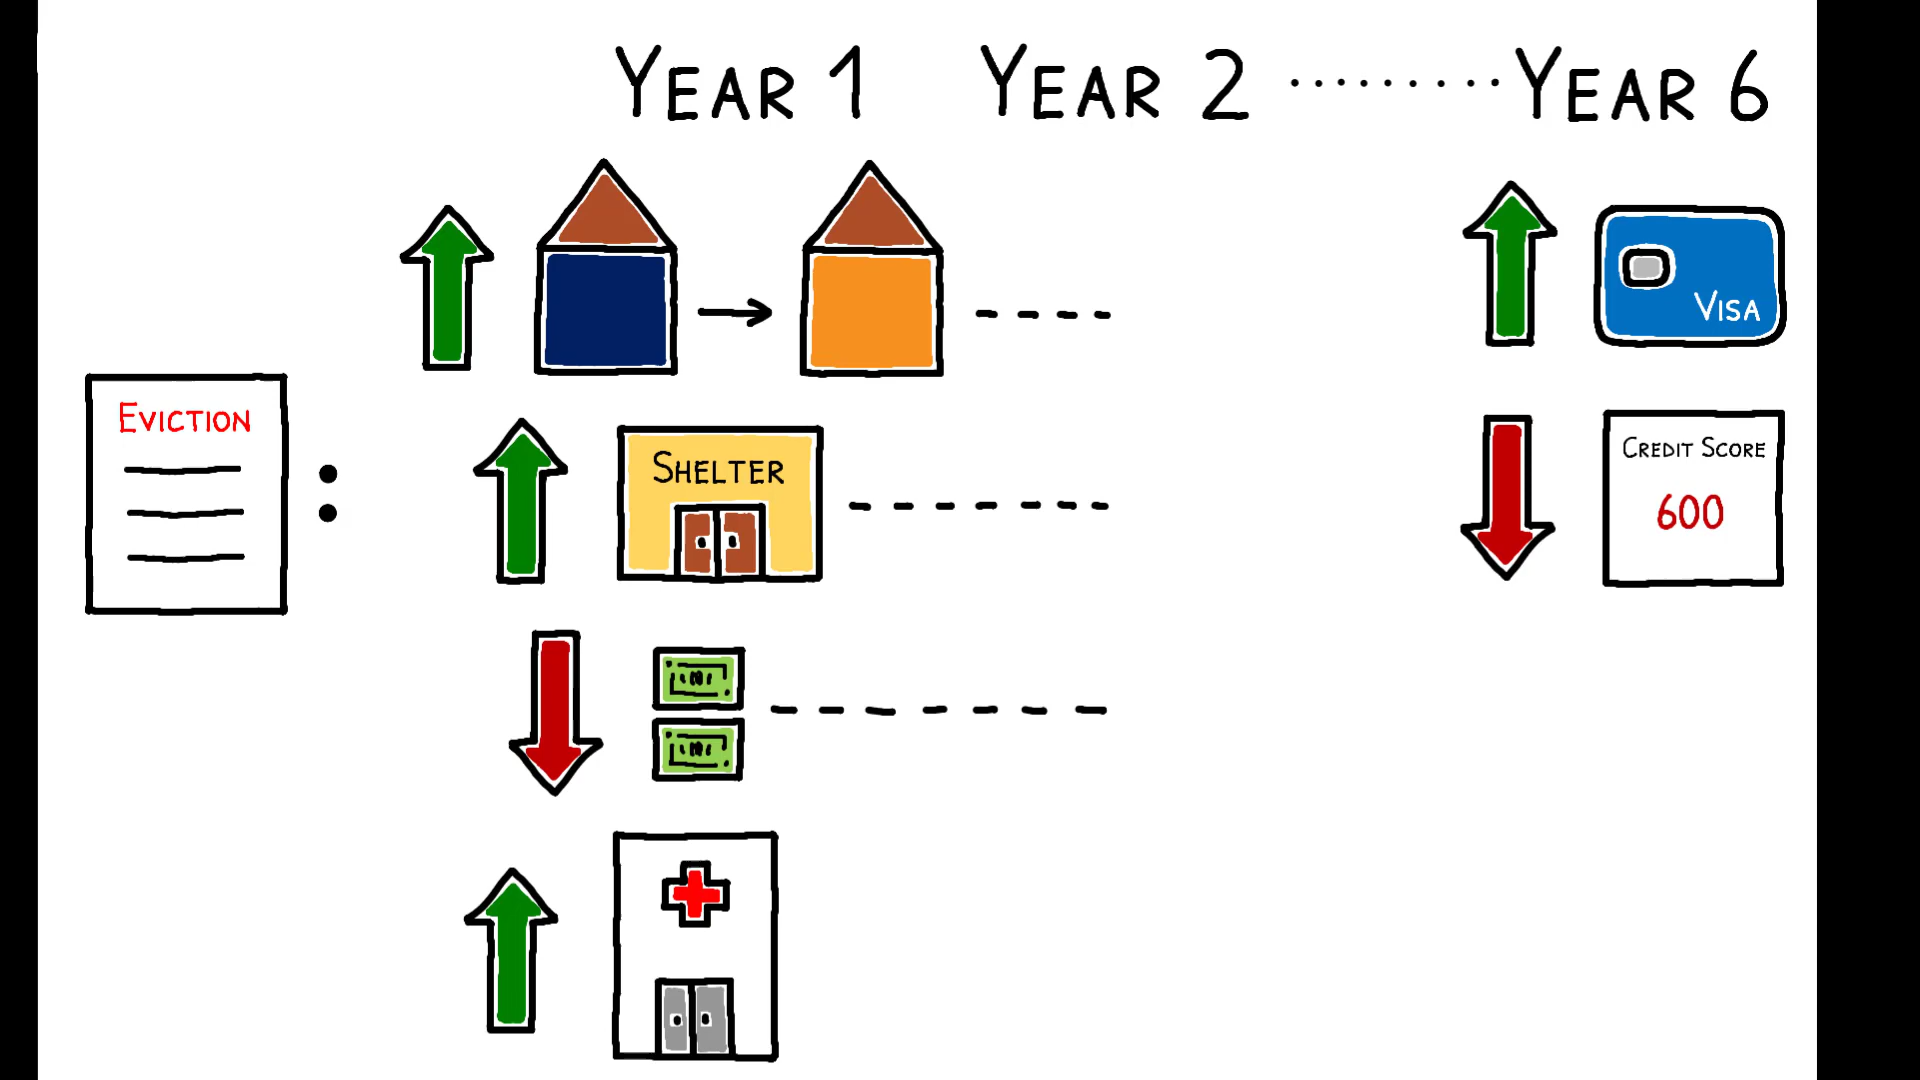 YEAR 1 YEAR 2 ......... YEAR 6
VISA
EVICTION :
SHELTER
CREDIT SCORE
600